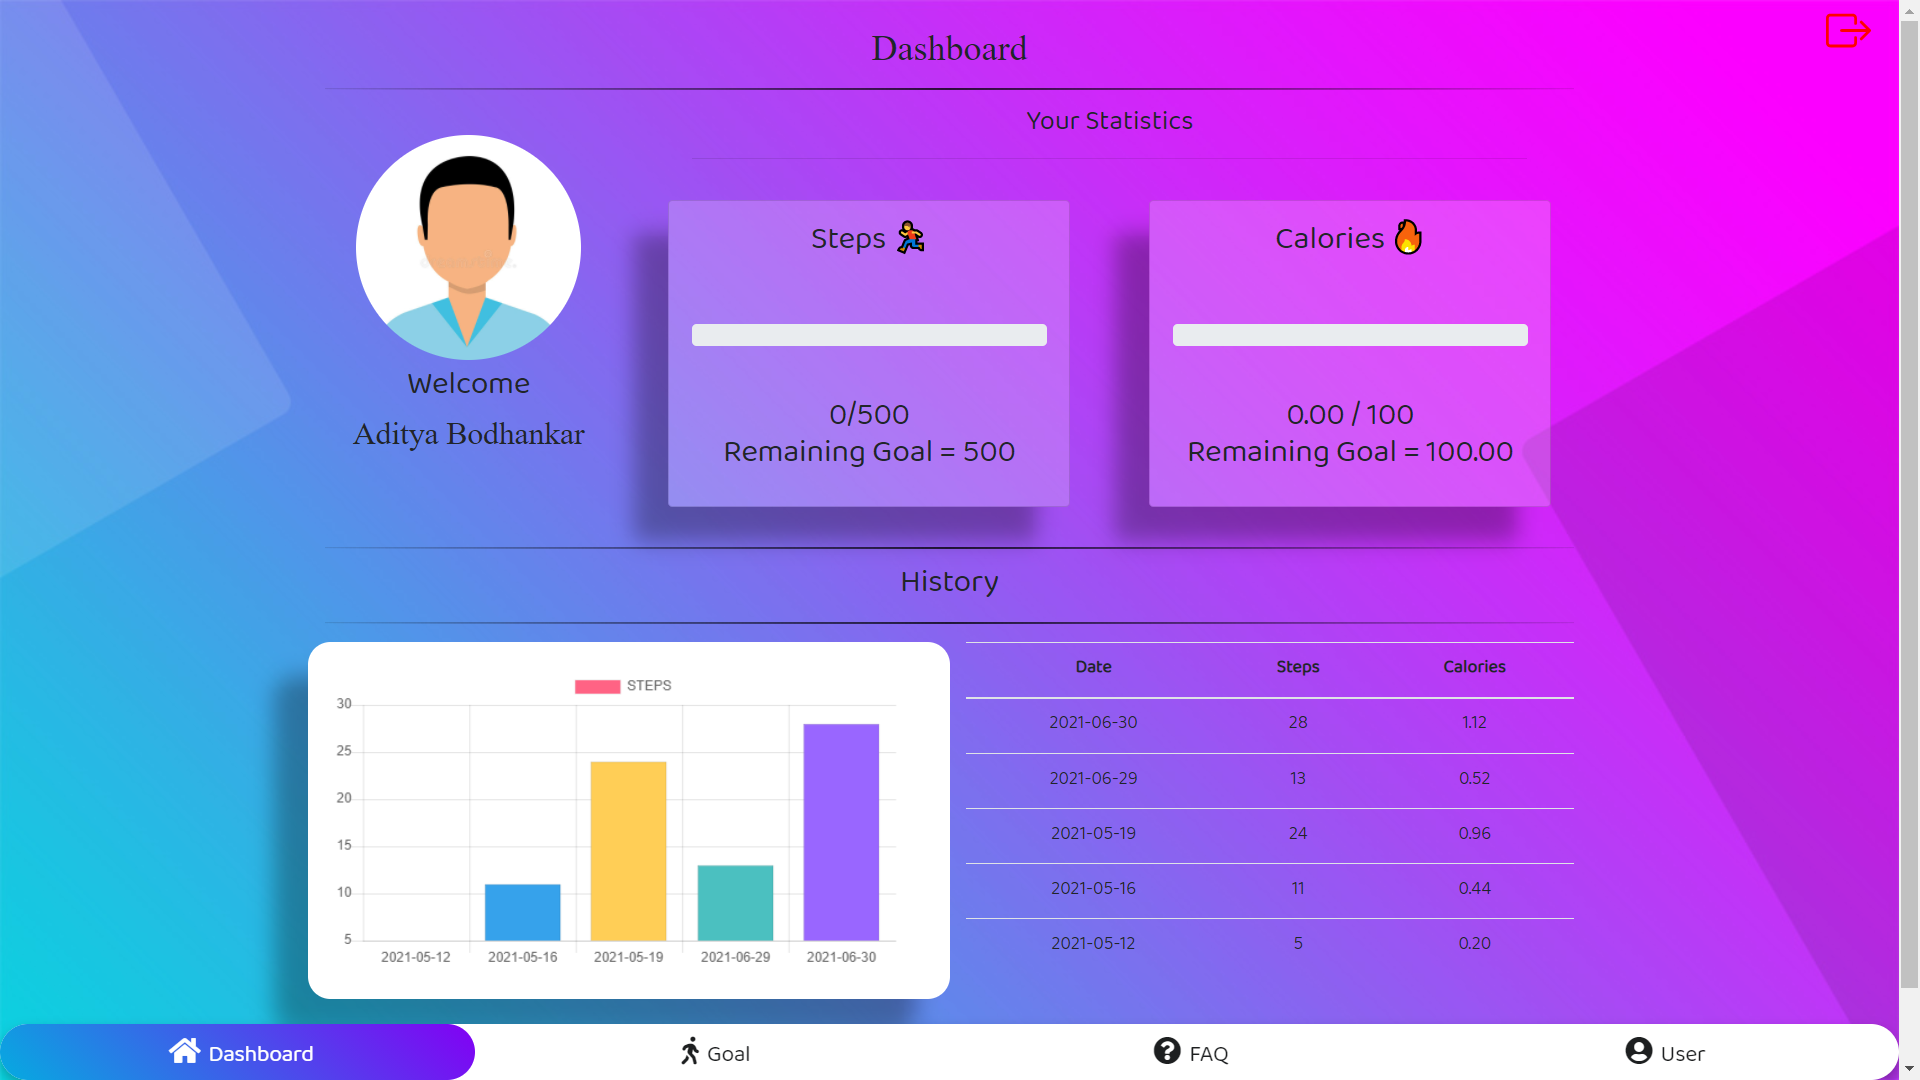 Dashboard
Your Statistics
Welcome
Aditya Bodhankar
Steps
0/500
Remaining Goal = 500
Calories
0.00 / 100
Remaining Goal = 100.00
History
STEPS
30
25
20
15
10
5
2021-05-12 2021-05-16 2021-05-19 2021-06-29 2021-06-30
Date Steps Calories
2021-06-30 28 1.12
2021-06-29 13 0.52
2021-05-19 24 0.96
2021-05-16 11 0.44
2021-05-12 5 0.20
Dashboard Goal FAQ User